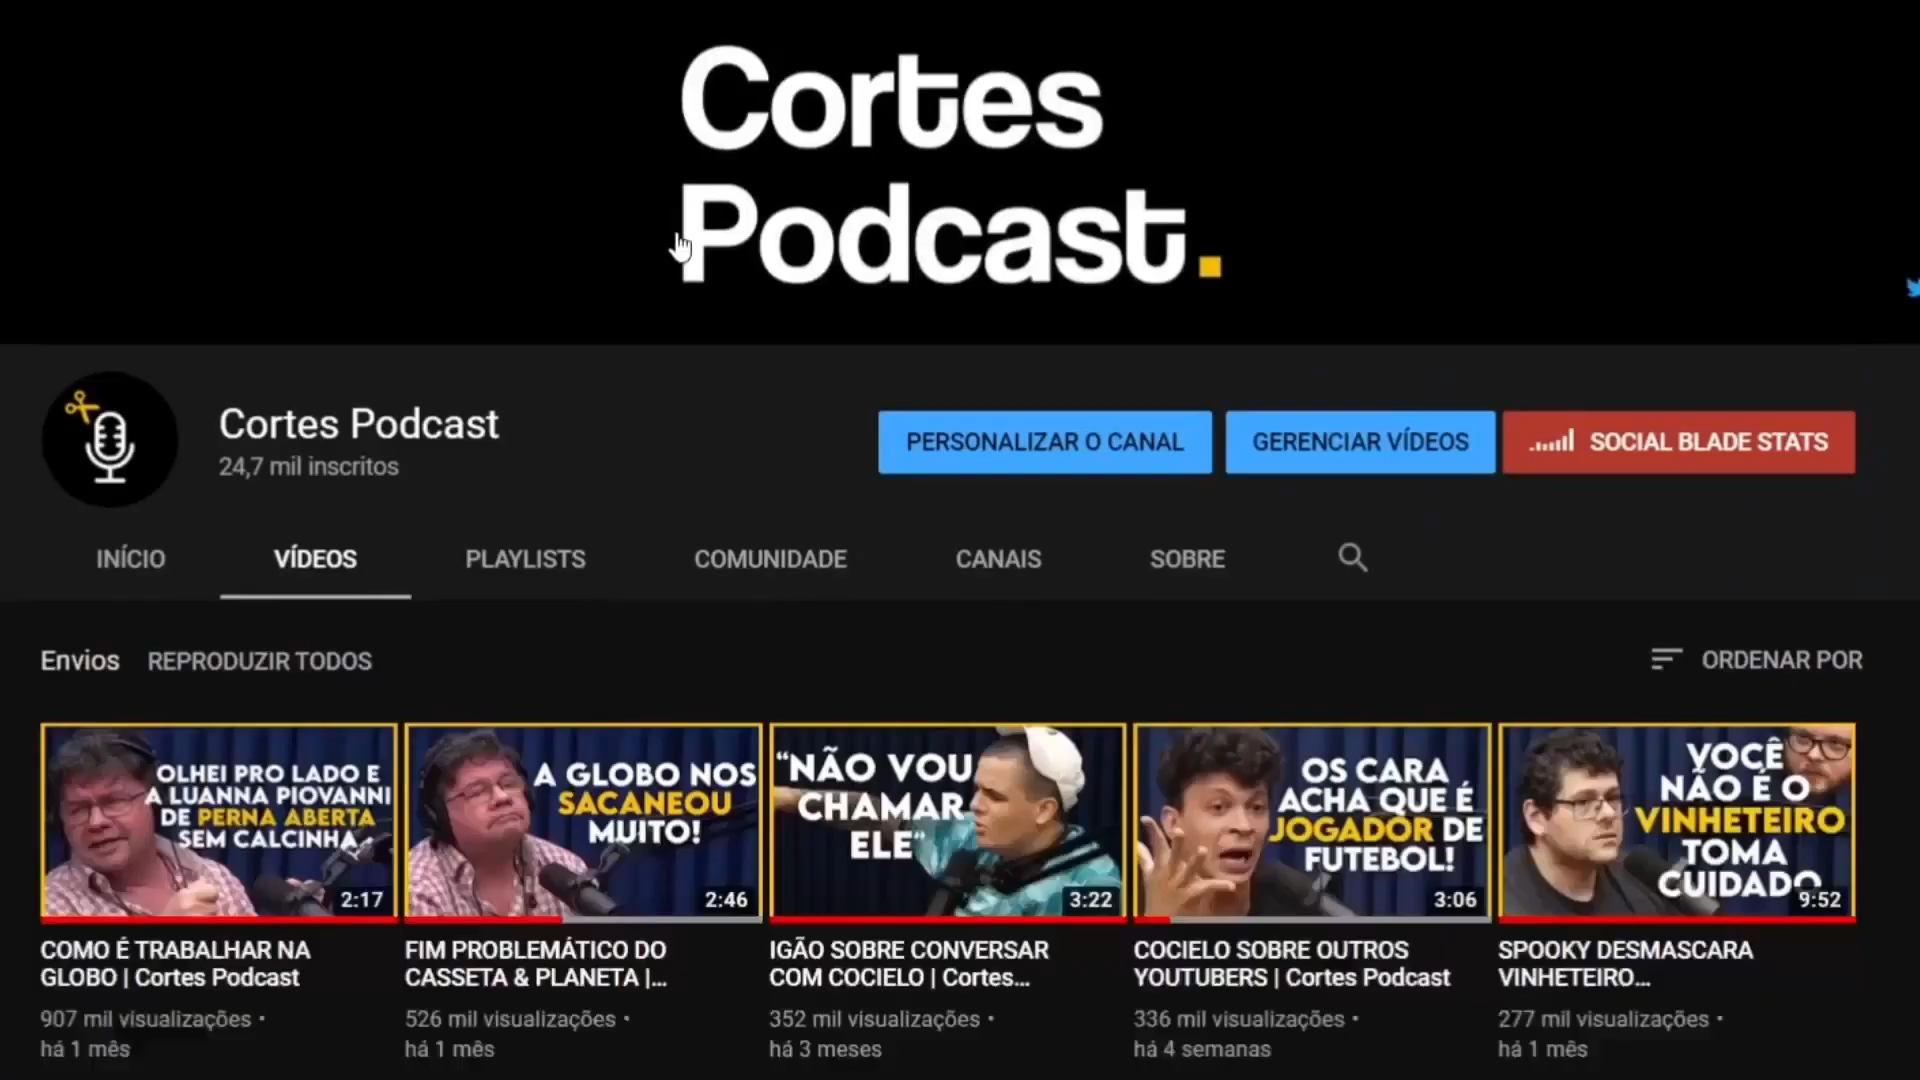 Cortes
Podcast.
Cortes Podcast
24,7 mil inscritos
PERSONALIZAR O CANAL
GERENCIAR VÍDEOS
SOCIAL BLADE STATS
INÍCIO
VÍDEOS
PLAYLISTS
COMUNIDADE
CANAIS
SOBRE
Envios
REPRODUZIR TODOS
ORDENAR POR
OLHEI PRO LADO E
A LUANNA PIOVANNI
DE PERNA ABERTA
SEM CALCINHA
2:17
COMO É TRABALHAR NA
GLOBO | Cortes Podcast
907 mil visualizações •
há 1 mês
A GLOBO NOS
SACANEOU
MUITO!
2:46
FIM PROBLEMÁTICO DO
CASSETA & PLANETA |...
526 mil visualizações •
há 1 mês
“NÃO VOU
CHAMAR
ELE”
3:22
IGÃO SOBRE CONVERSAR
COM COCIELO | Cortes...
352 mil visualizações •
há 3 meses
OS CARA
ACHA QUE É
JOGADOR DE
FUTEBOL!
3:06
COCIELO SOBRE OUTROS
YOUTUBERS | Cortes Podcast
336 mil visualizações •
há 4 semanas
VOCÊ
NÃO É O
VINHETEIRO
TOMA
CUIDADO
9:52
SPOOKY DESMASCARA
VINHETEIRO...
277 mil visualizações •
há 1 mês